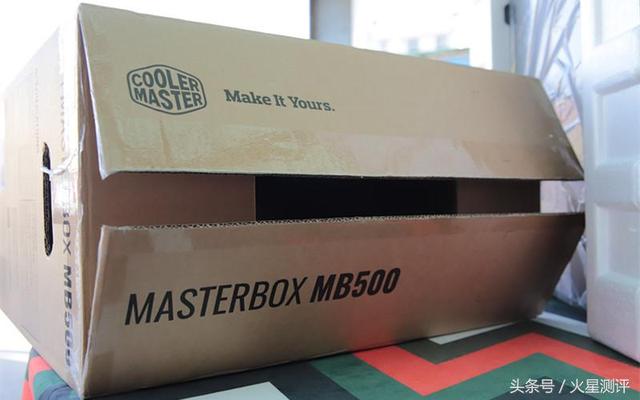 COOLER
MASTER
Make It Yours.
MASTERBOX MB500
BOX MB500
头条号 / 火星测评